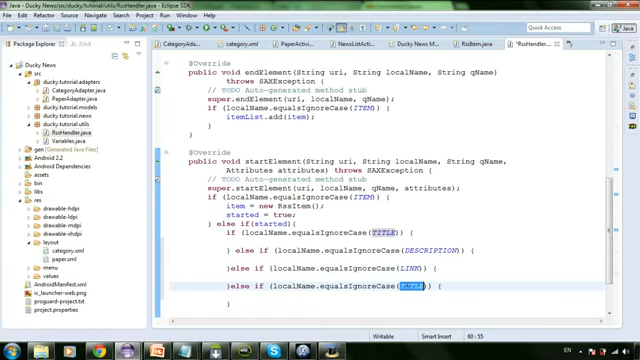 Java - Ducky News/src/ducky/tutorial/utils/RssHandler.java - Eclipse SDK
File Edit Source Refactor Navigate Search Project Run Window Help
Quick Access
Java
Package Explorer
CategoryAda
category.xml
PaperActivity
NewsListActi
Ducky News M
RssItem.java
*RssHandler...
Ducky News
src
ducky.tutorial.adapters
CategoryAdapter.java
PaperAdapter.java
ducky.tutorial.models
ducky.tutorial.news
ducky.tutorial.utils
RssHandler.java
Variables.java
gen [Generated Java Files]
Android 2.2
Android Dependencies
assets
bin
libs
res
drawable-hdpi
drawable-ldpi
drawable-mdpi
drawable-xhdpi
layout
category.xml
paper.xml
menu
values
AndroidManifest.xml
ic_launcher-web.png
proguard-project.txt
@Override
public void endElement(String uri, String localName, String qName)
throws SAXException {
// TODO Auto-generated method stub
super.endElement(uri, localName, qName);
if (localName.equalsIgnoreCase(ITEM)) {
itemList.add(item);
}
}
@Override
public void startElement(String uri, String localName, String qName,
Attributes attributes) throws SAXException {
// TODO Auto-generated method stub
super.startElement(uri, localName, qName, attributes);
if (localName.equalsIgnoreCase(ITEM)) {
item = new RssItem();
started = true;
} else if(started){
if (localName.equalsIgnoreCase(TITLE)) {
} else if (localName.equalsIgnoreCase(DESCRIPTION)) {
}else if (localName.equalsIgnoreCase(LINK)) {
}else if (localName.equalsIgnoreCase(TITLE)) {
}
Writable
Smart Insert
60 : 55
EN